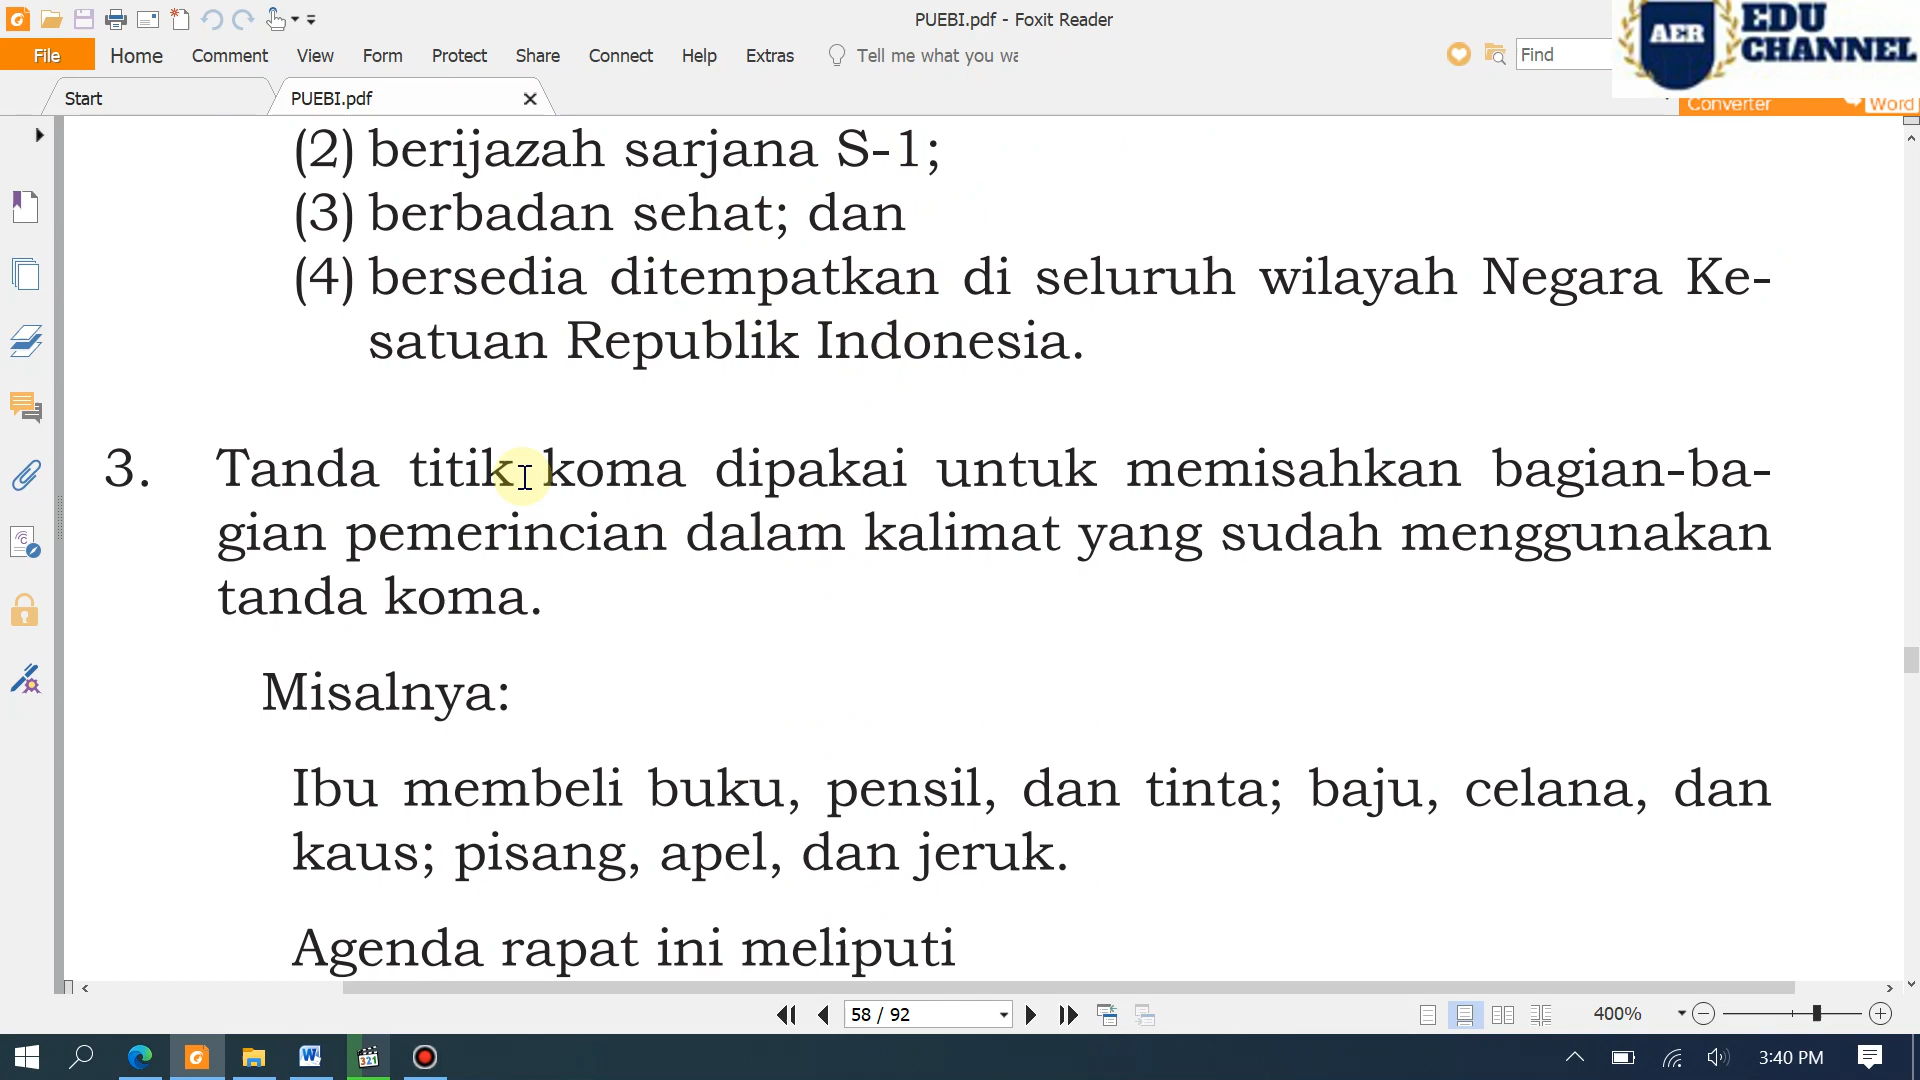 PUEBI.pdf - Foxit Reader
AER EDU CHANNEL
File Home Comment View Form Protect Share Connect Help Extras Tell me what you wa Find
Start PUEBI.pdf
Converter Word
(2) berijazah sarjana S-1;
(3) berbadan sehat; dan
(4) bersedia ditempatkan di seluruh wilayah Negara Ke-
satuan Republik Indonesia.
3. Tanda titik koma dipakai untuk memisahkan bagian-ba-
gian pemerincian dalam kalimat yang sudah menggunakan
tanda koma.
Misalnya:
Ibu membeli buku, pensil, dan tinta; baju, celana, dan
kaus; pisang, apel, dan jeruk.
Agenda rapat ini meliputi
58 / 92 400%
3:40 PM